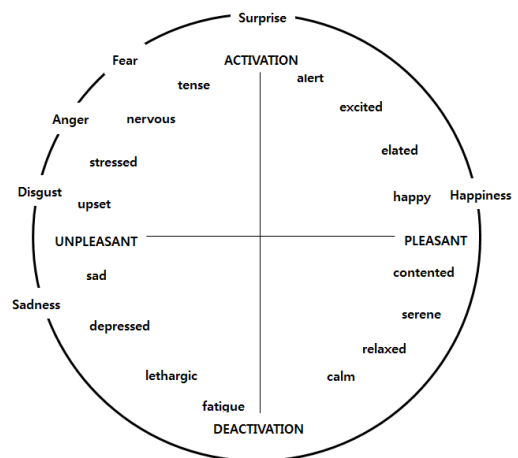 Surprise
Fear
ACTIVATION
tense
alert
excited
Anger
nervous
elated
stressed
Disgust
upset
happy
Happiness
UNPLEASANT
PLEASANT
sad
contented
Sadness
serene
depressed
relaxed
lethargic
calm
fatigue
DEACTIVATION